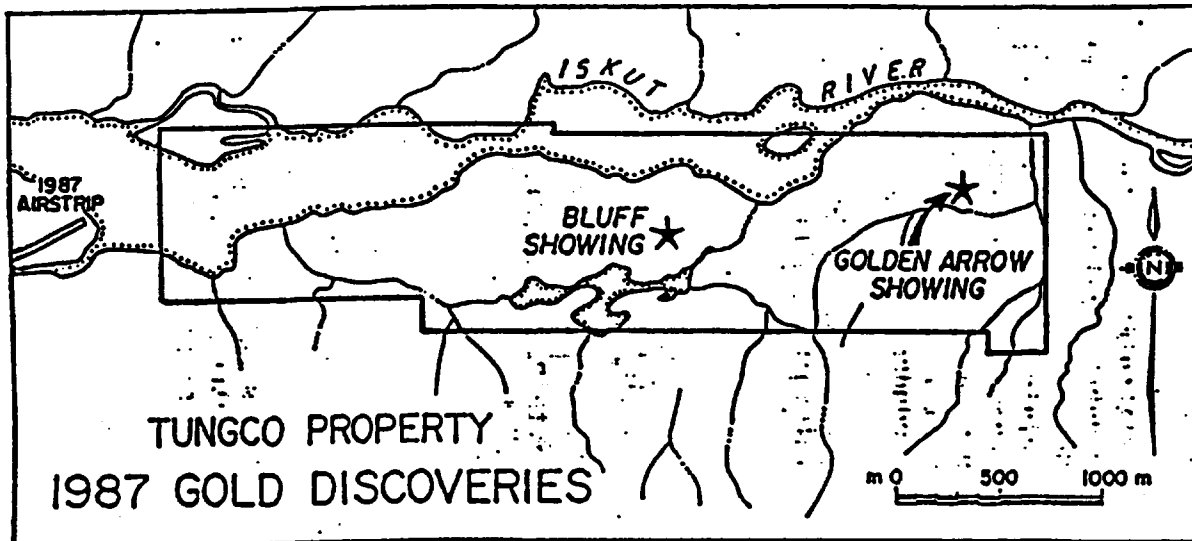 ISKUT RIVER
1987
AIRSTRIP
BLUFF
SHOWING
GOLDEN ARROW
SHOWING
N
TUNGCO PROPERTY
1987 GOLD DISCOVERIES
m 0 500 1000 m